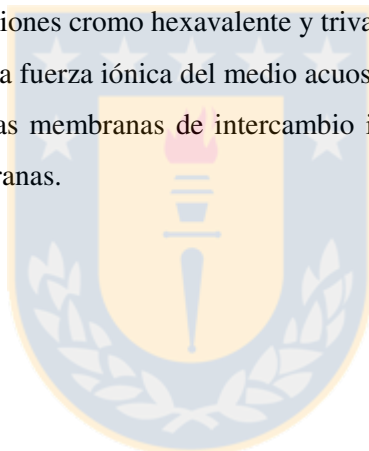 iones cromo hexavalente y triva
a fuerza iónica del medio acuos
as membranas de intercambio i
ranas.